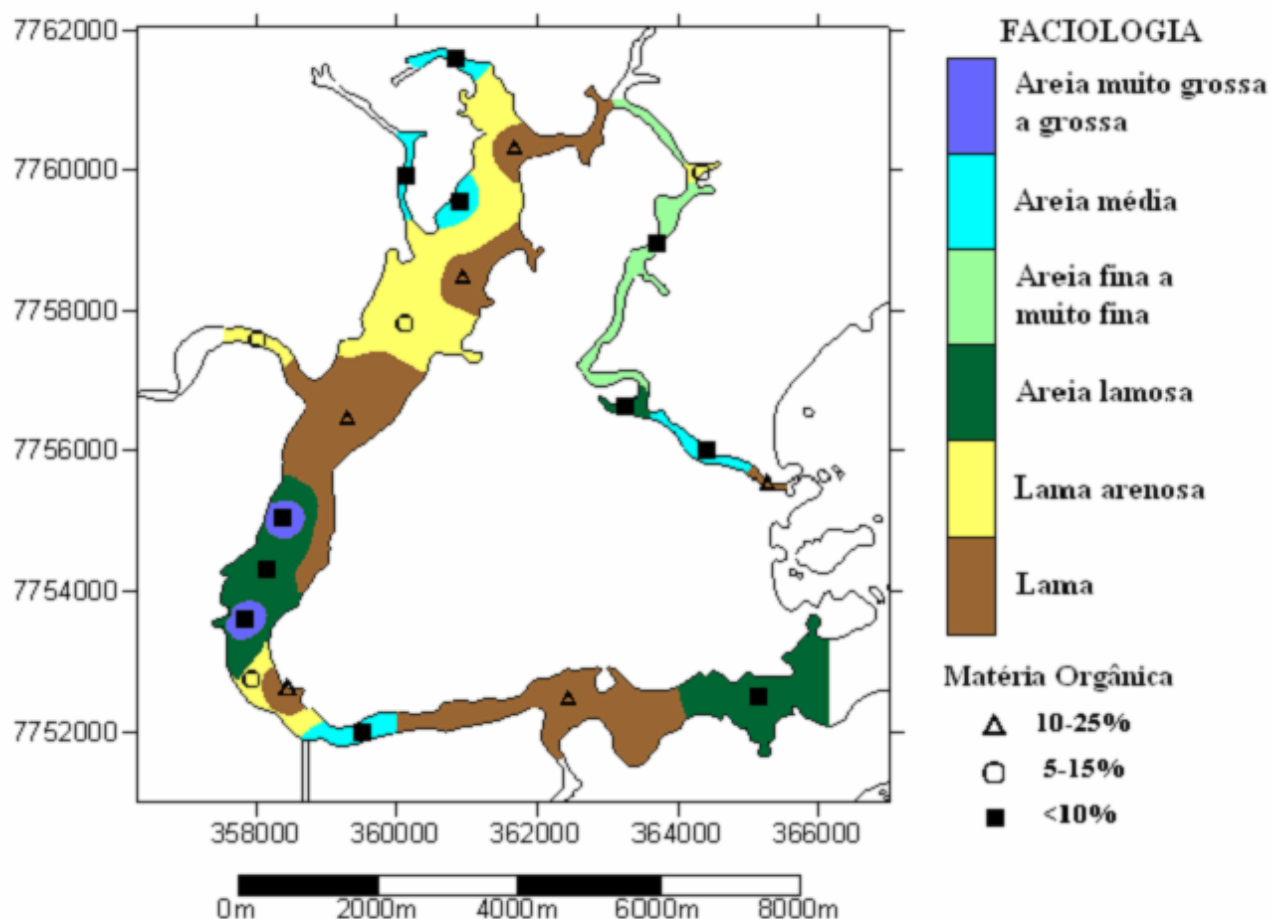 7762000
7760000
7758000
7756000
7754000
7752000
358000 360000 362000 364000 366000
0m 2000m 4000m 6000m 8000m
FACIOLOGIA
Areia muito grossa
a grossa
Areia média
Areia fina a
muito fina
Areia lamosa
Lama arenosa
Lama
Matéria Orgânica
10-25%
5-15%
<10%